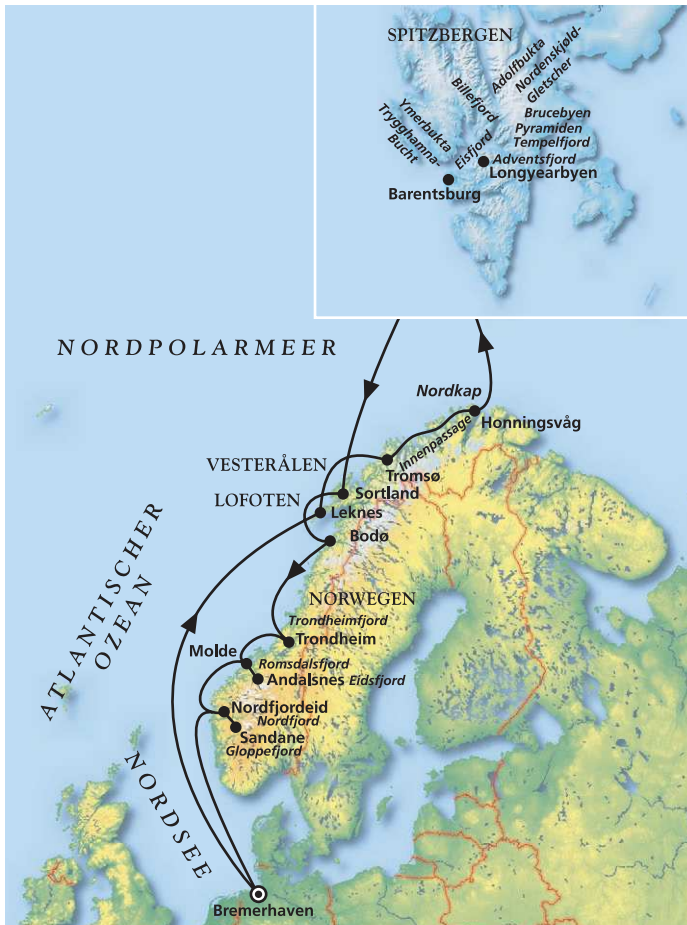 SPITZBERGEN
Adolfbukta
Nordenskjøld-
Gletscher
Billefjord
Brucebyen
Pyramiden
Tempelfjord
Ymerbukta
Trygghamna-
Bucht
Eisfjord
Adventsfjord
Longyearbyen
Barentsburg
NORDPOLARMEER
Nordkap
Honningsvåg
Innenpassage
VESTERÅLEN
Tromsø
LOFOTEN
Sortland
Leknes
Bodø
ATLANTISCHER
OZEAN
NORWEGEN
Trondheimfjord
Trondheim
Molde
Romsdalsfjord
Andalsnes Eidsfjord
Nordfjordeid
Nordfjord
Sandane
Gloppefjord
NORDSEE
Bremerhaven